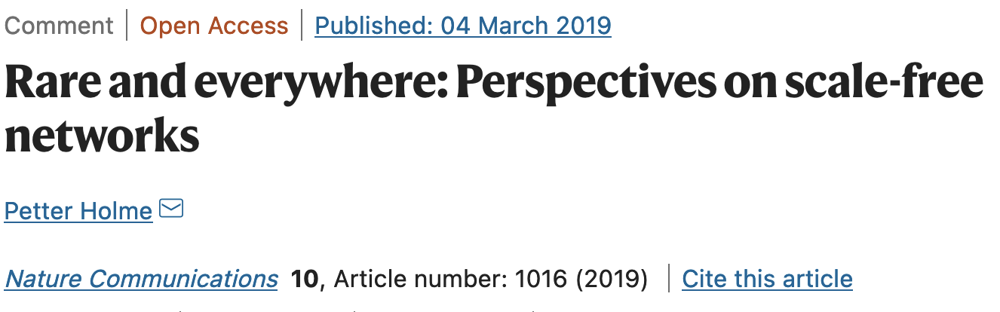 Comment | Open Access | Published: 04 March 2019
Rare and everywhere: Perspectives on scale-free
networks
Petter Holme
Nature Communications 10, Article number: 1016 (2019) | Cite this article